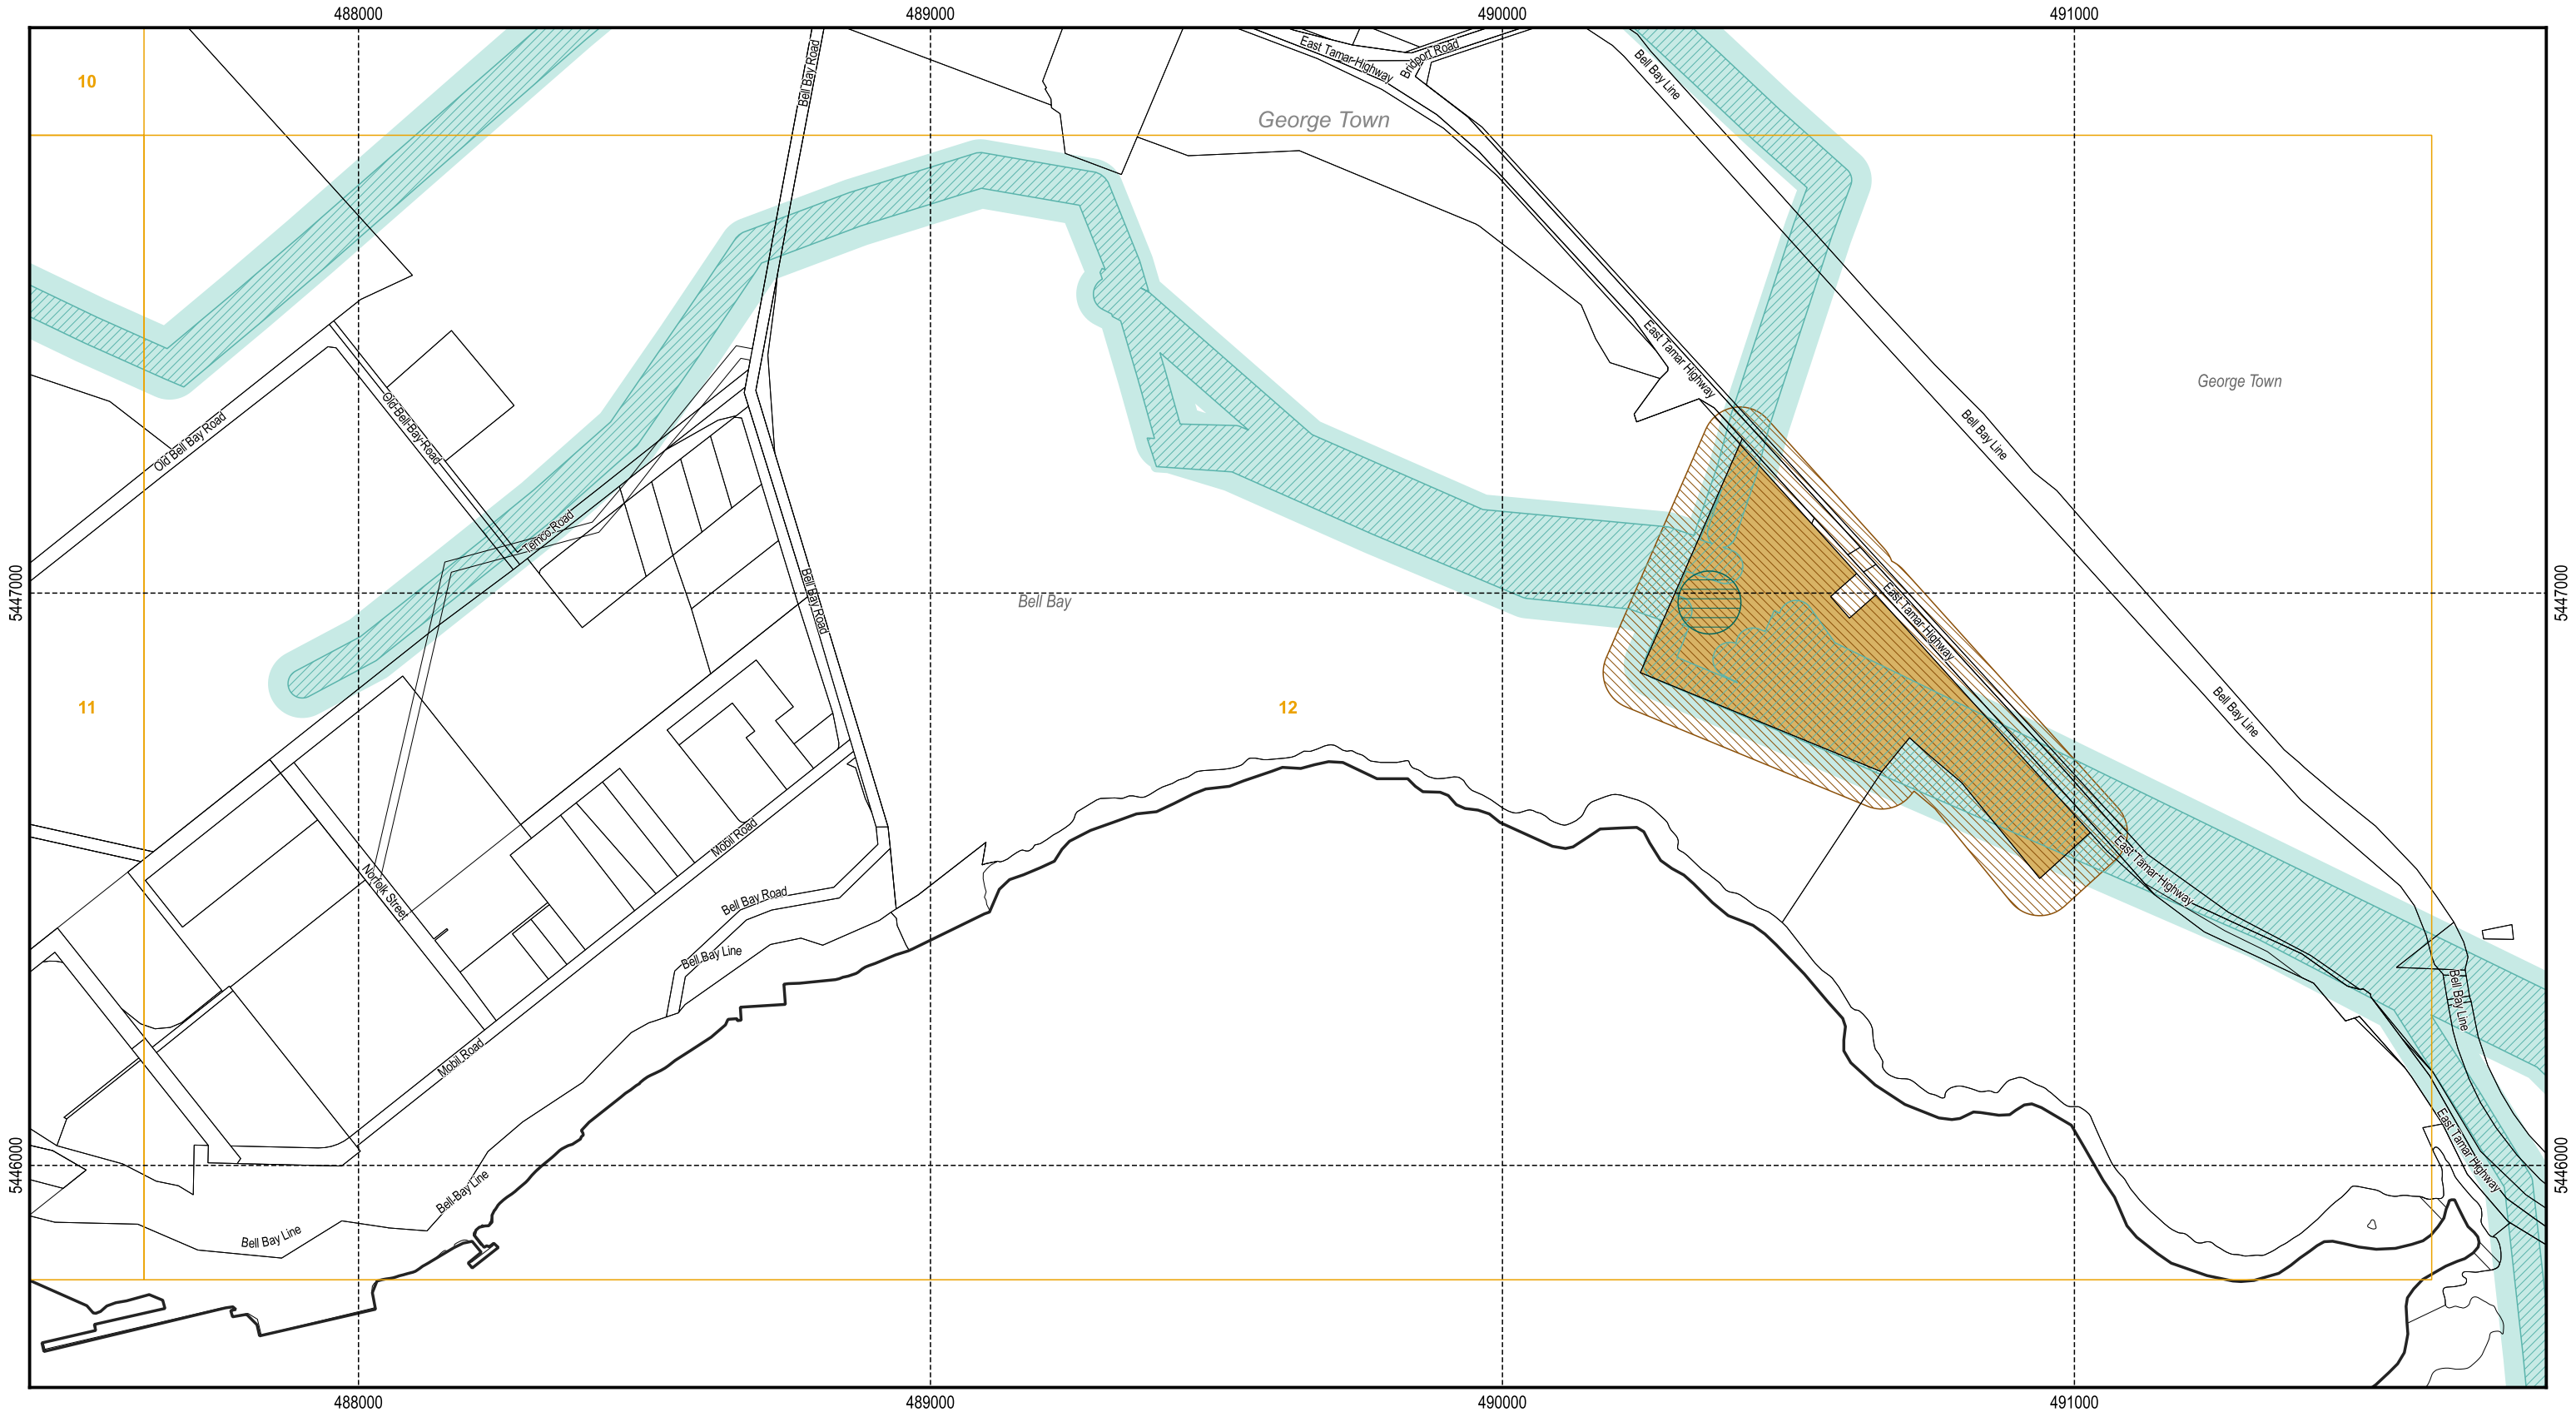 488000
489000
490000
491000
Bell Bay Road
East Tamar Highway
Bridport Road
Bell Bay Line
10
George Town
East Tamar Highway
George Town
Old Bell Bay Road
Old Bell Bay Road
Bell Bay Line
Temco Road
5447000
5447000
Bell Bay Road
Bell Bay
East Tamar Highway
11
12
Bell Bay Line
Mobil Road
Norfolk Street
East Tamar Highway
Bell Bay Road
Bell Bay Line
Bell Bay Line
Mobil Road
5446000
5446000
East Tamar Highway
Bell Bay Line
Bell Bay Line
488000
489000
490000
491000